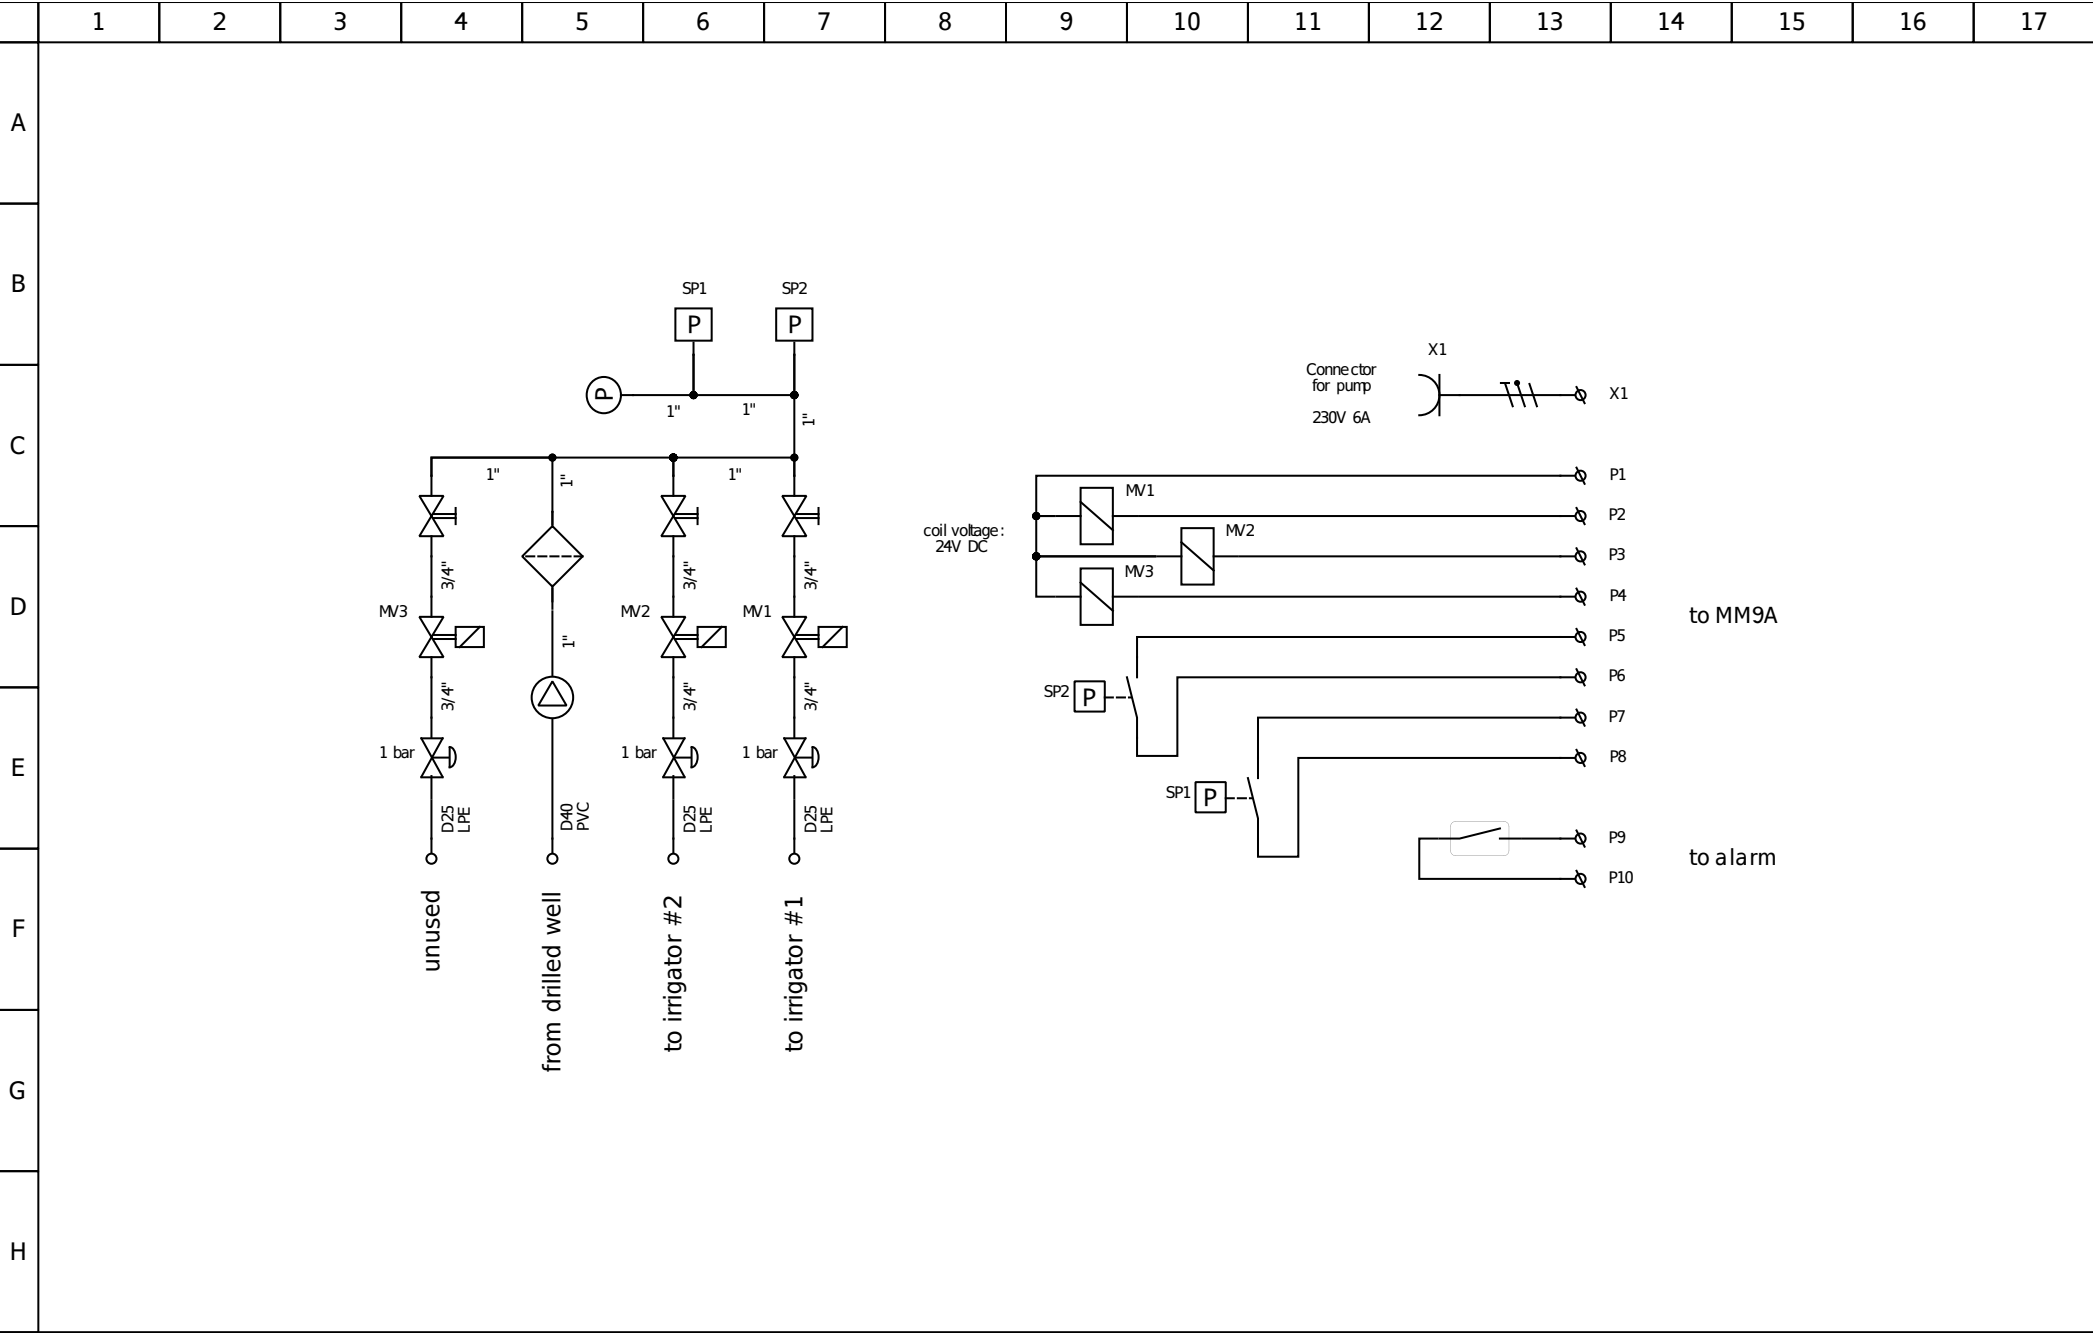 1 2 3 4 5 6 7 8 9 10 11 12 13 14 15 16 17
A
B
C
D
E
F
G
H
SP1
SP2
P
P
P
1"
1"
1"
1"
1"
1"
3/4"
3/4"
3/4"
MV3
MV2
MV1
1"
3/4"
3/4"
3/4"
1 bar
1 bar
1 bar
D25
LPE
D40
PVC
D25
LPE
D25
LPE
unused
from drilled well
to irrigator #2
to irrigator #1
X1
Connector
for pump
230V 6A
X1
coil voltage:
24V DC
MV1
MV2
MV3
P1
P2
P3
P4
P5
P6
P7
P8
P9
P10
SP2
P
SP1
P
to MM9A
to alarm